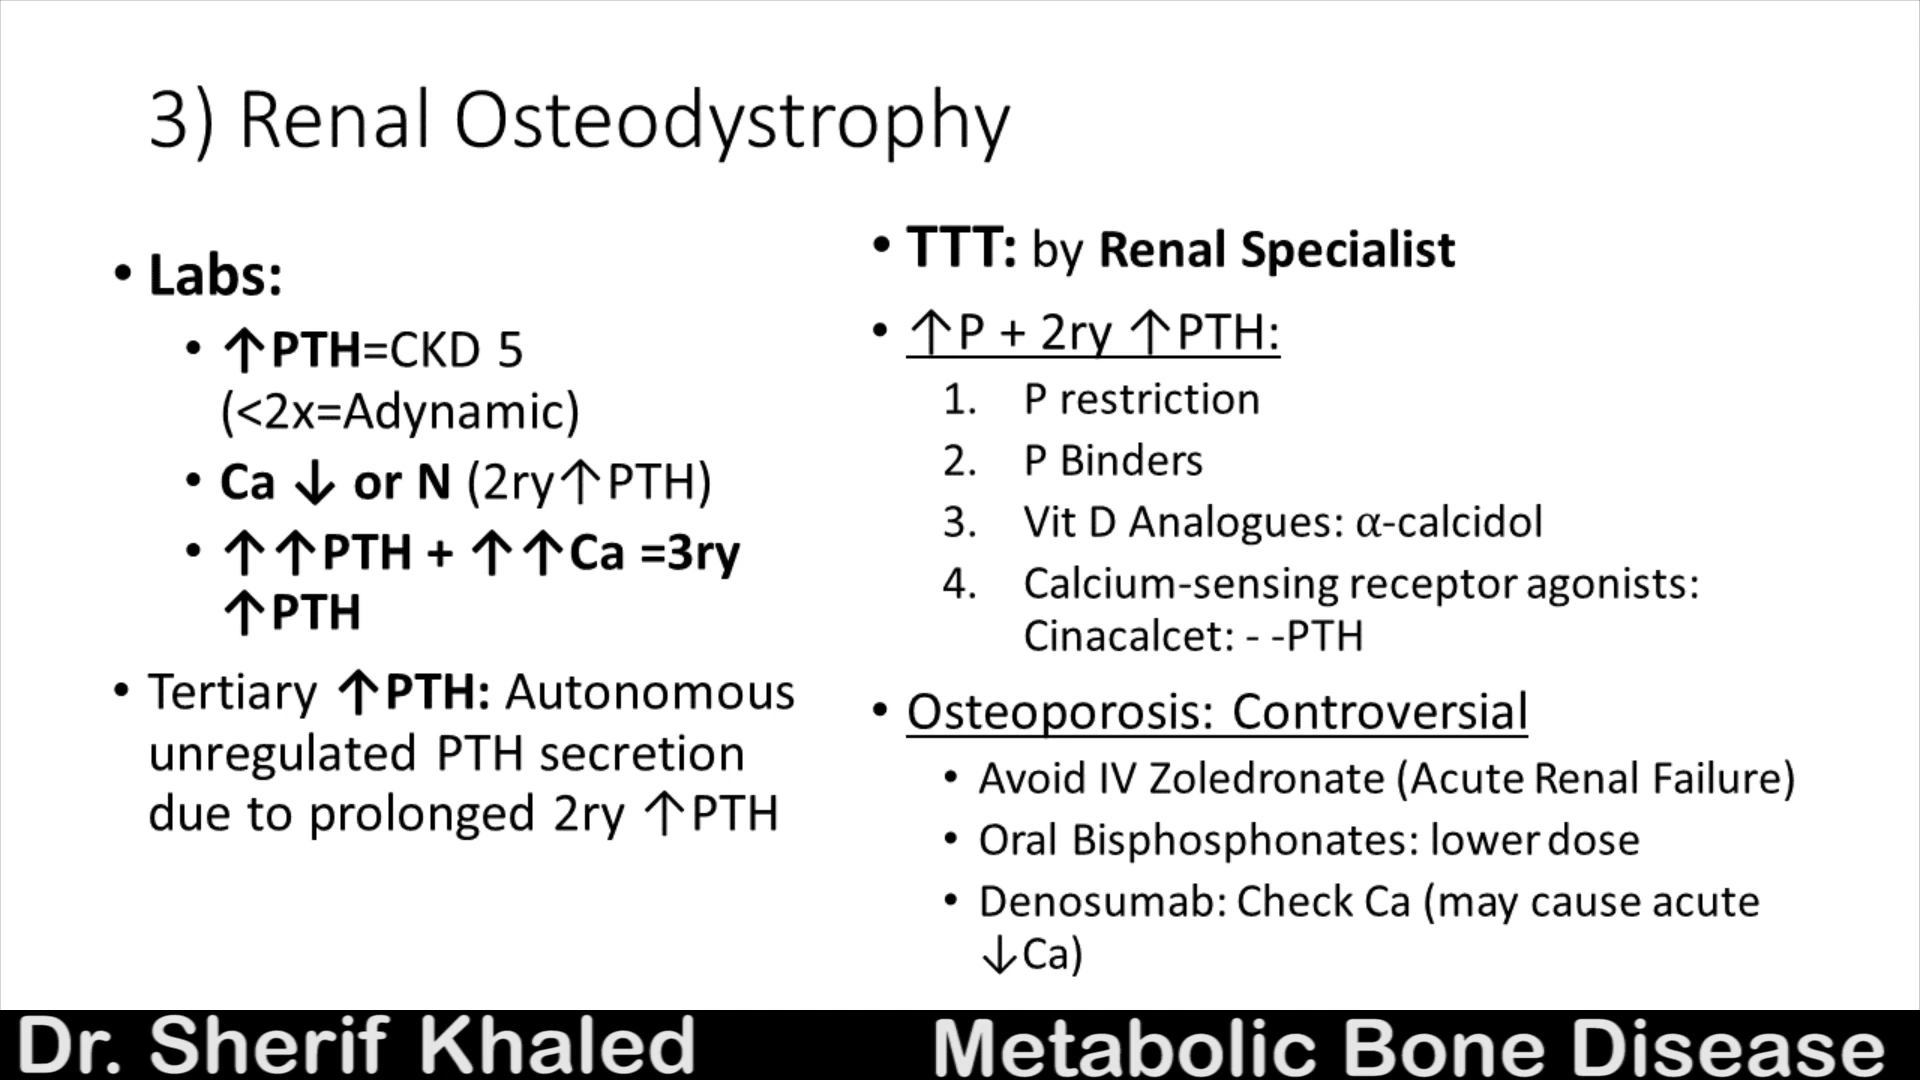 3) Renal Osteodystrophy
• Labs:
• ↑PTH=CKD 5
(<2x=Adynamic)
• Ca ↓ or N (2ry↑PTH)
• ↑↑PTH + ↑↑Ca =3ry
↑PTH
• Tertiary ↑PTH: Autonomous
unregulated PTH secretion
due to prolonged 2ry ↑PTH
• TTT: by Renal Specialist
• ↑P + 2ry ↑PTH:
1. P restriction
2. P Binders
3. Vit D Analogues: α-calcidol
4. Calcium-sensing receptor agonists:
Cinacalcet: - -PTH
• Osteoporosis: Controversial
• Avoid IV Zoledronate (Acute Renal Failure)
• Oral Bisphosphonates: lower dose
• Denosumab: Check Ca (may cause acute
↓Ca)
Dr. Sherif Khaled
Metabolic Bone Disease